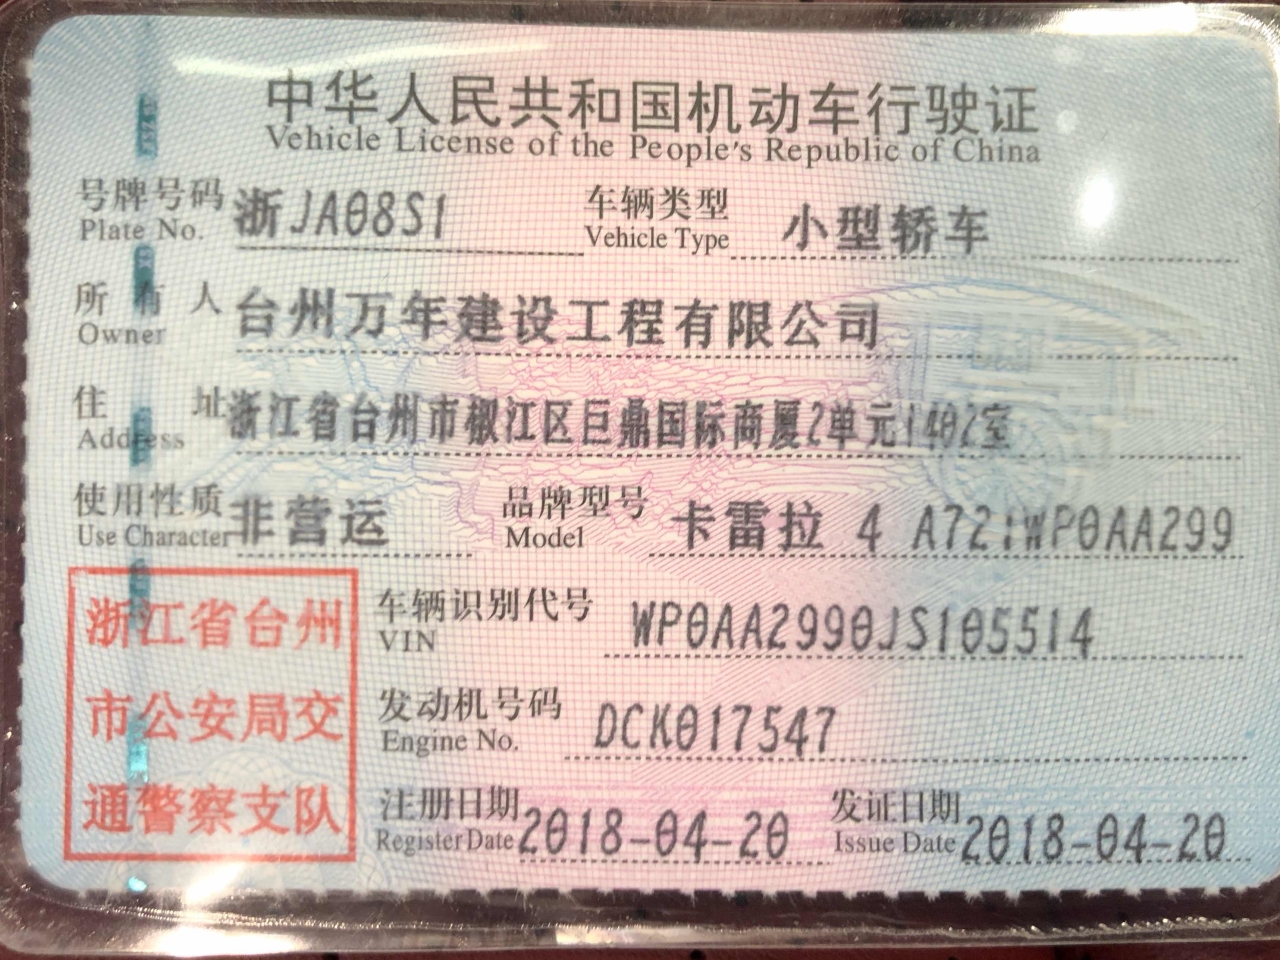 中华人民共和国机动车行驶证
Vehicle License of the People's Republic of China
号牌号码 浙JA08S1 车辆类型 小型轿车
Plate No. Vehicle Type
所有人 台州万年建设工程有限公司
Owner
住址 浙江省台州市椒江区巨鼎国际商厦2单元1402室
Address
使用性质 非营运 品牌型号 卡雷拉 4 A721WP0AA299
Use Character Model
浙江省台州
市公安局交
通警察支队
车辆识别代号 WP0AA2990JS105514
VIN
发动机号码 DCK017547
Engine No.
注册日期 2018-04-20 发证日期 2018-04-20
Register Date Issue Date